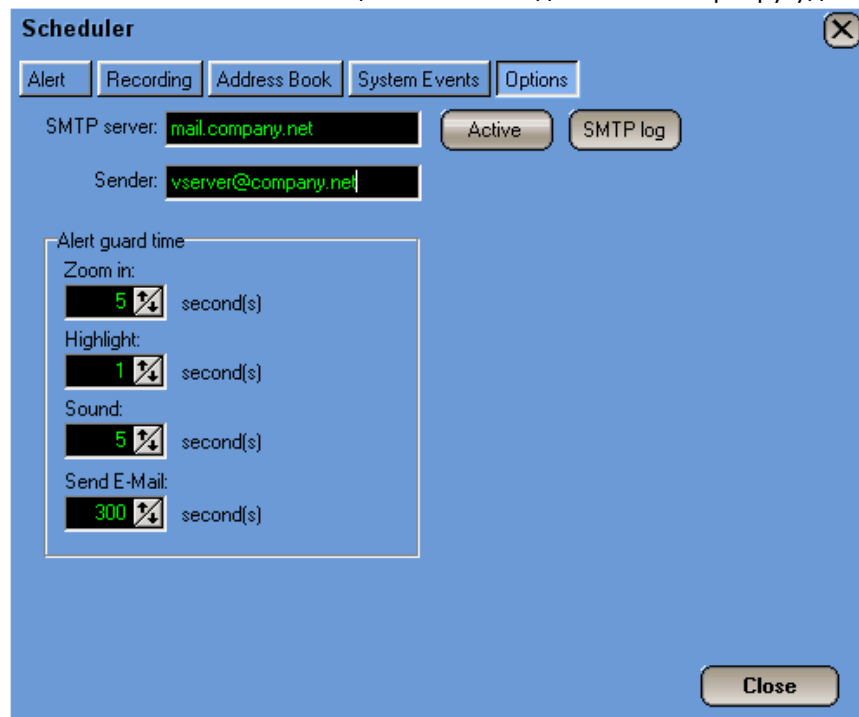 Scheduler
Alert Recording Address Book System Events Options
SMTP server: mail.company.net Active SMTP log
Sender: vserver@company.net
Alert guard time
Zoom in:
5 second(s)
Highlight:
1 second(s)
Sound:
5 second(s)
Send E-Mail:
300 second(s)
Close